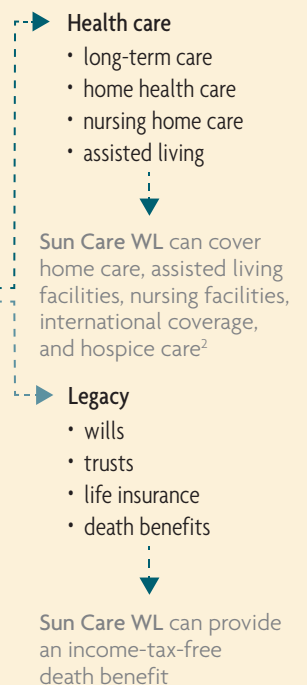 Health care
• long-term care
• home health care
• nursing home care
• assisted living
Sun Care WL can cover
home care, assisted living
facilities, nursing facilities,
international coverage,
and hospice care²
Legacy
• wills
• trusts
• life insurance
• death benefits
Sun Care WL can provide
an income-tax-free
death benefit